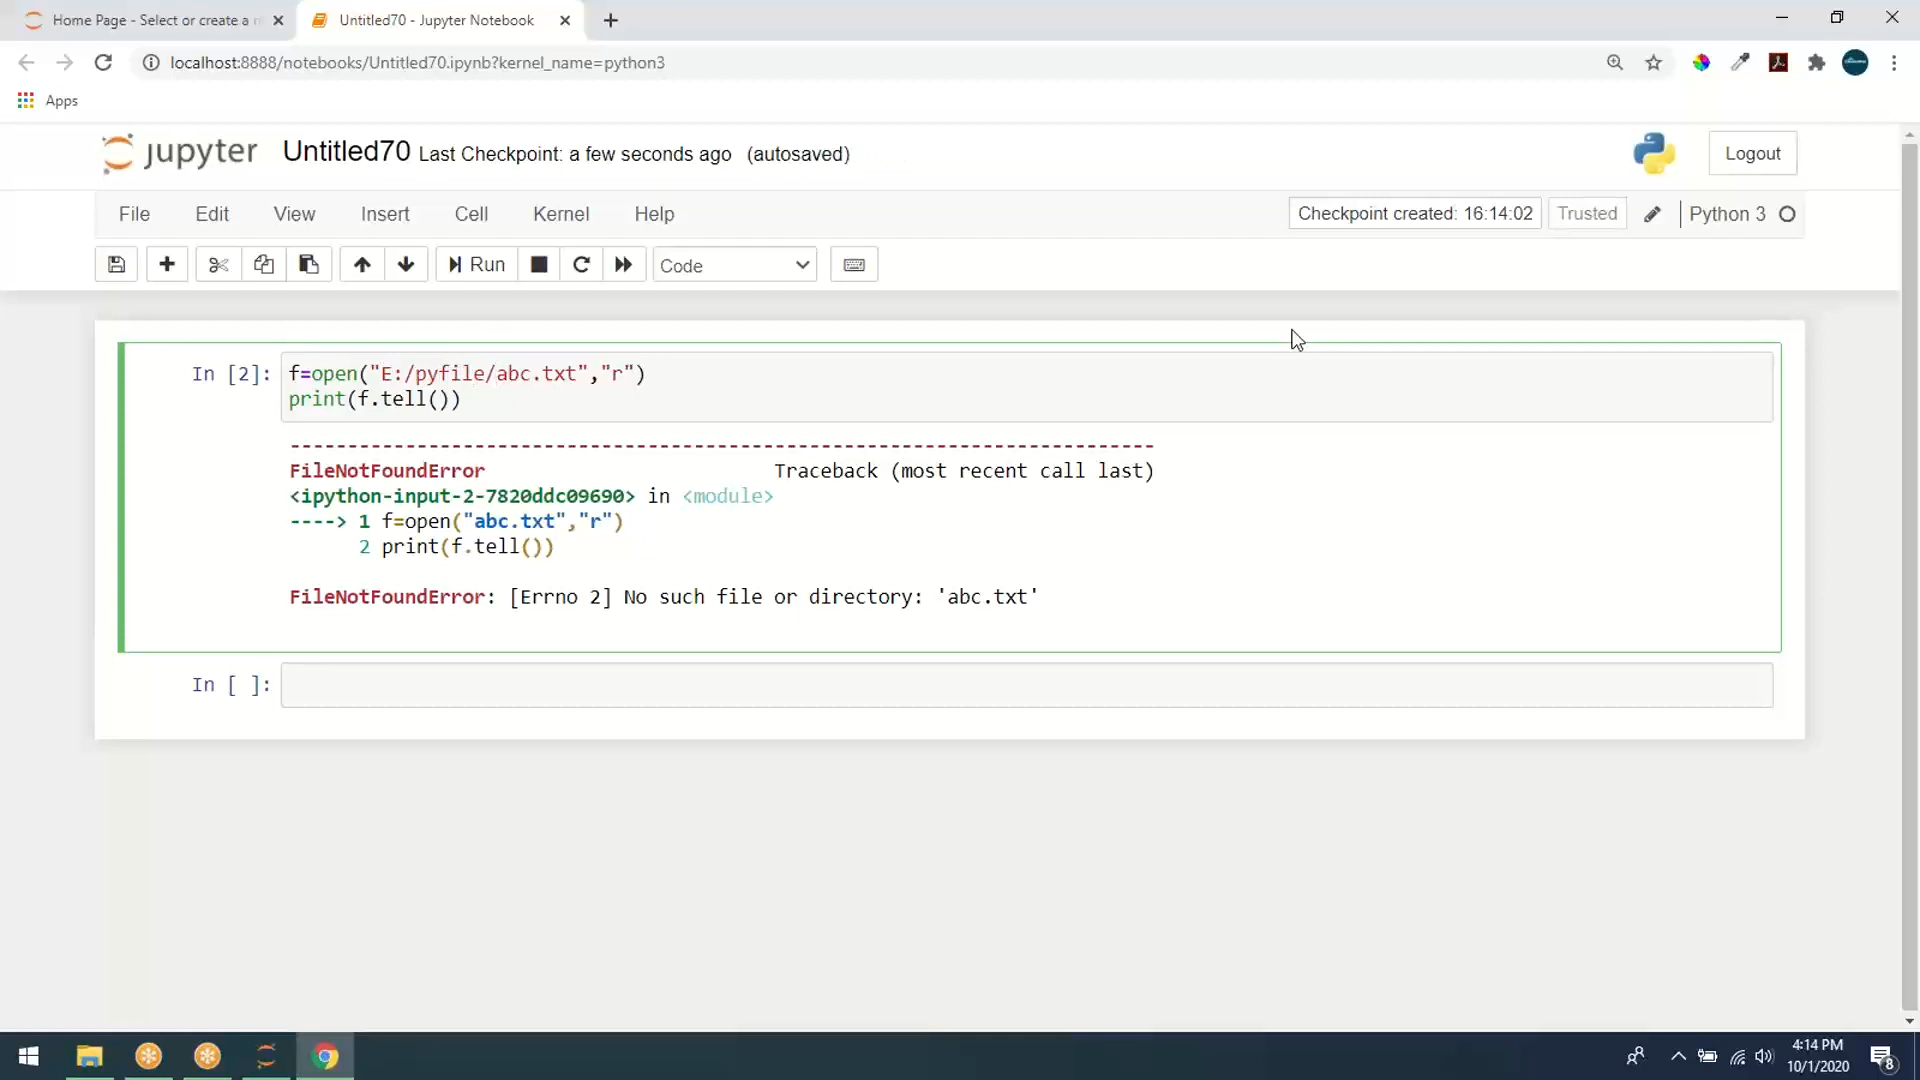 Home Page - Select or create a n
Untitled70 - Jupyter Notebook
localhost:8888/notebooks/Untitled70.ipynb?kernel_name=python3
Apps
jupyter Untitled70 Last Checkpoint: a few seconds ago (autosaved)
Logout
File Edit View Insert Cell Kernel Help
Checkpoint created: 16:14:02 Trusted Python 3
Run Code
In [2]: f=open("E:/pyfile/abc.txt","r")
print(f.tell())
---------------------------------------------------------------------------
FileNotFoundError Traceback (most recent call last)
<ipython-input-2-7820ddc09690> in <module>
----> 1 f=open("abc.txt","r")
2 print(f.tell())
FileNotFoundError: [Errno 2] No such file or directory: 'abc.txt'
In [ ]:
4:14 PM
10/1/2020
8